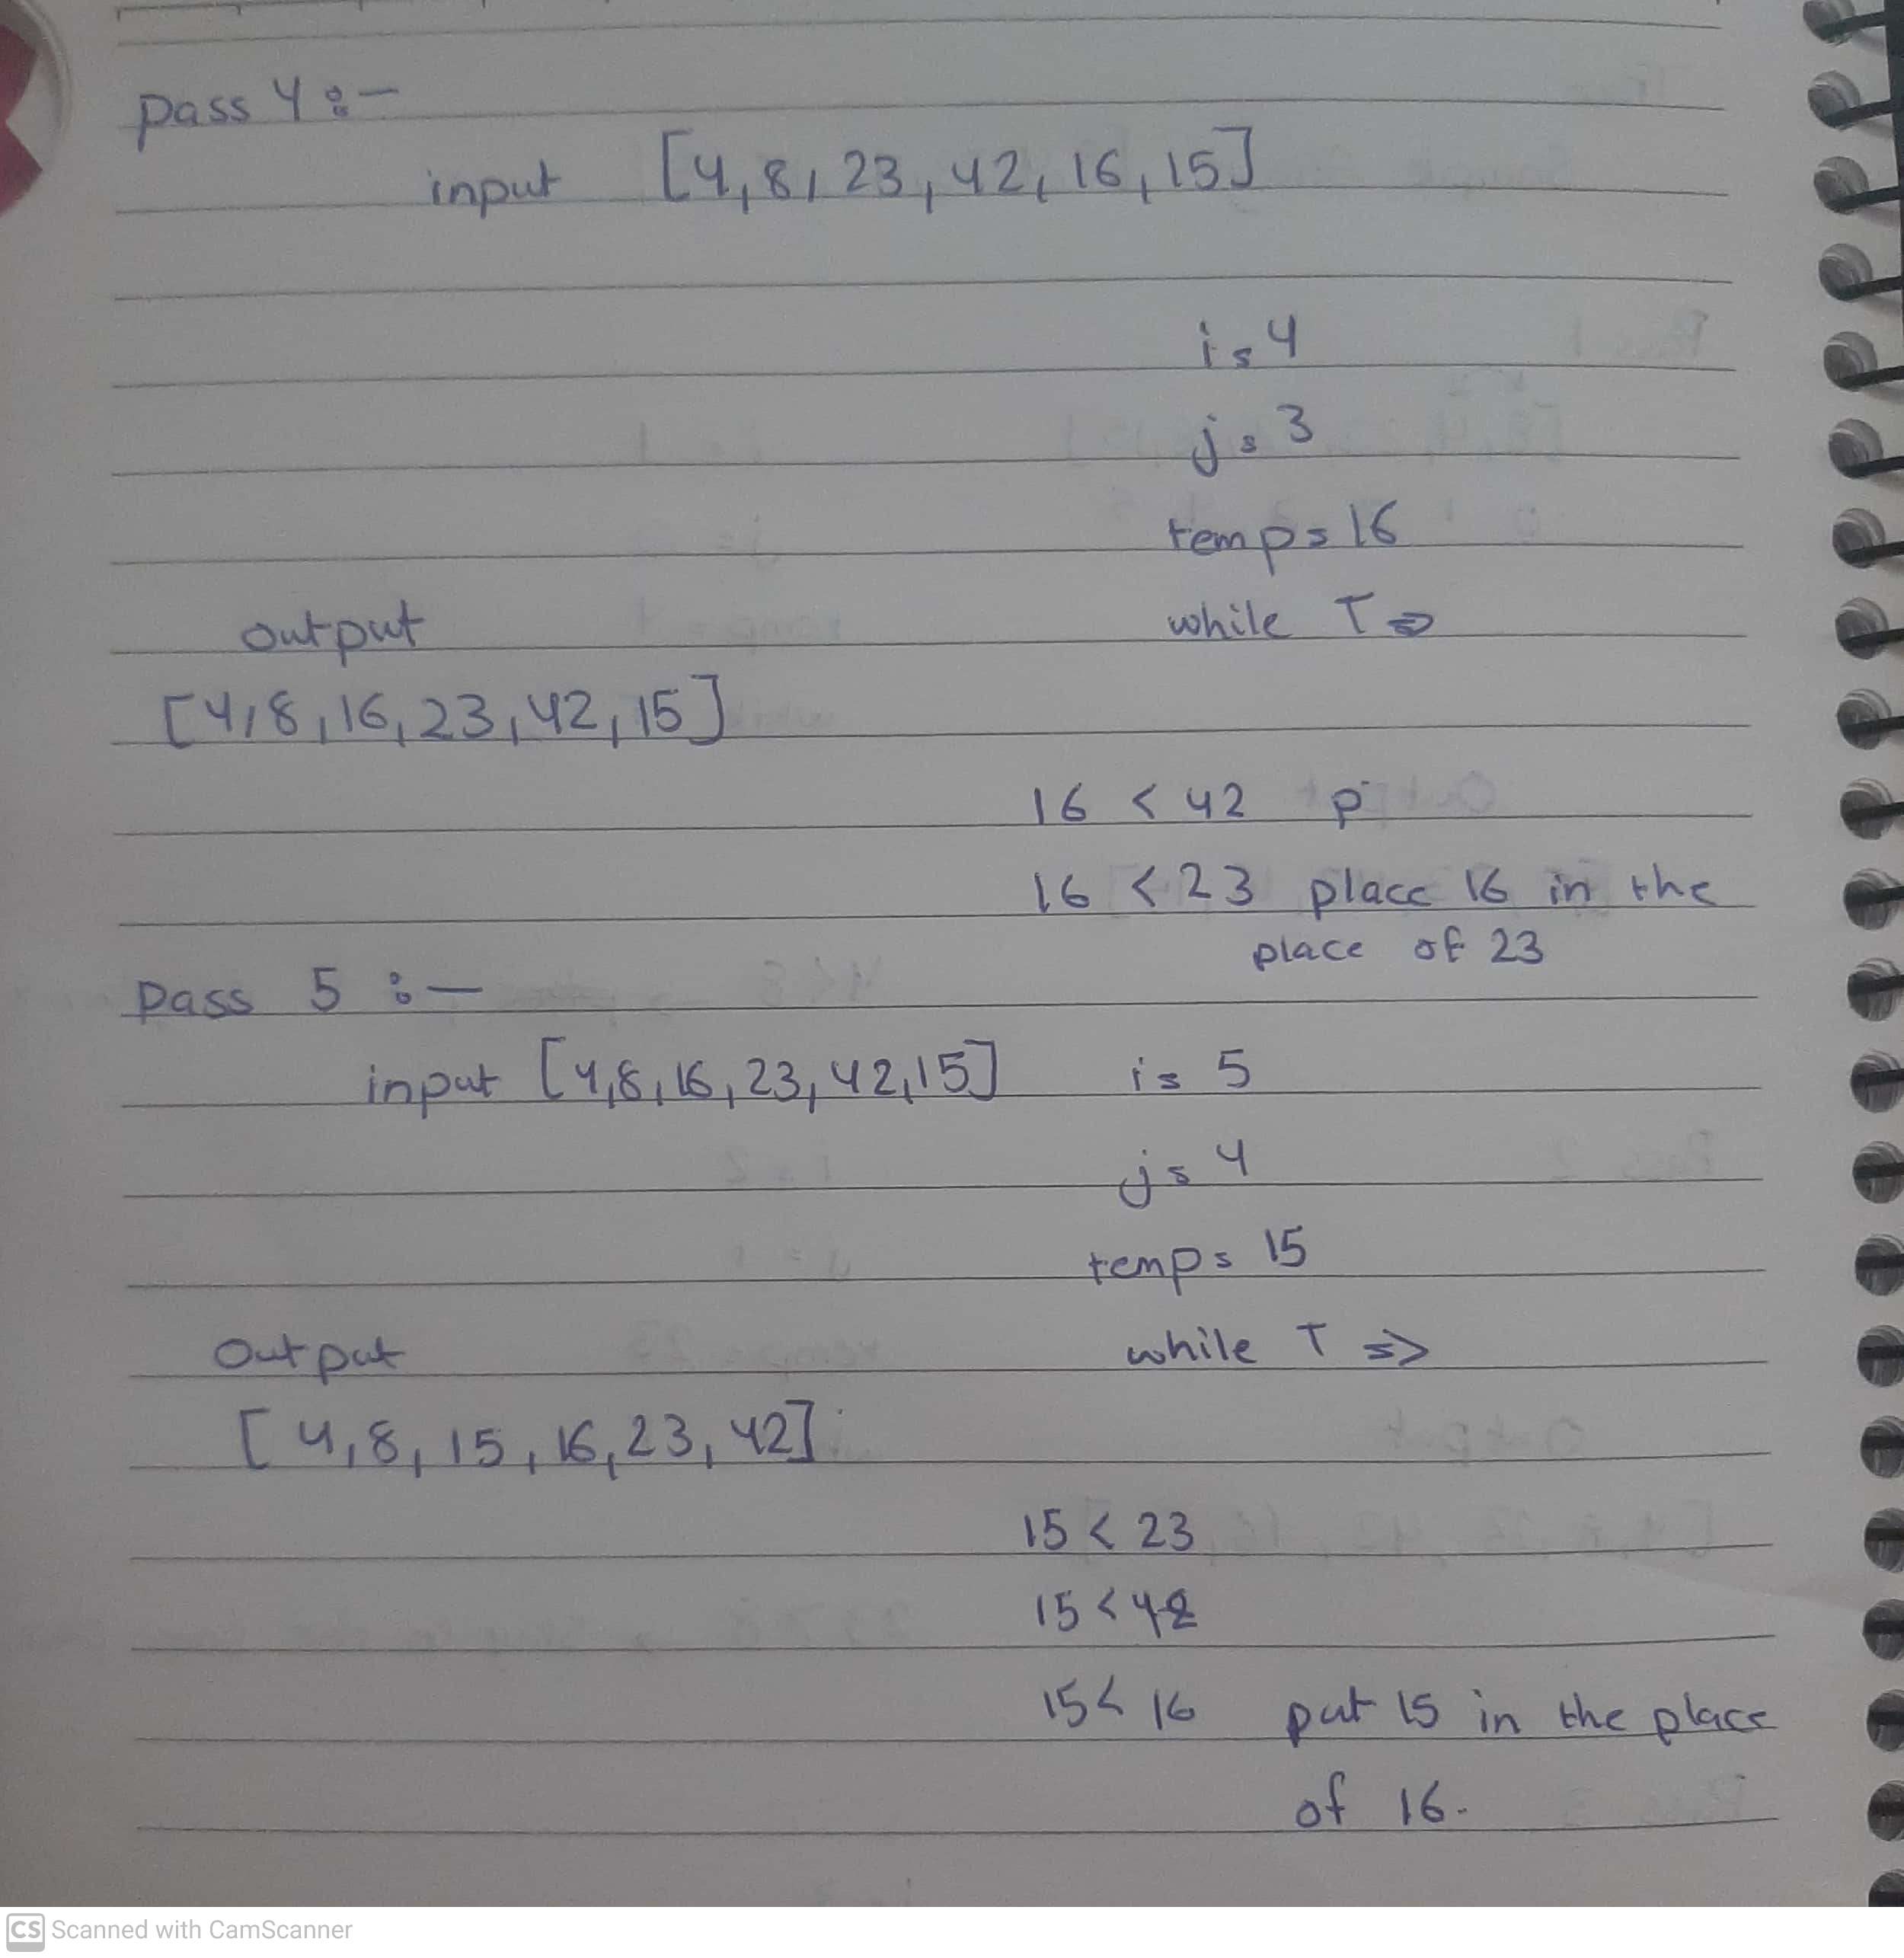 Pass 4 :-
input [4, 8, 23, 42, 16, 15]
i = 4
j = 3
temp = 16
while T =>
output
[4, 8, 16, 23, 42, 15]
16 < 42 p
16 < 23 place 16 in the
place of 23
Pass 5 :-
input [4, 8, 16, 23, 42, 15] i = 5
j = 4
temp = 15
while T =>
Output
[4, 8, 15, 16, 23, 42]
15 < 23
15 < 42
15 < 16 put 15 in the place
of 16.
CS Scanned with CamScanner